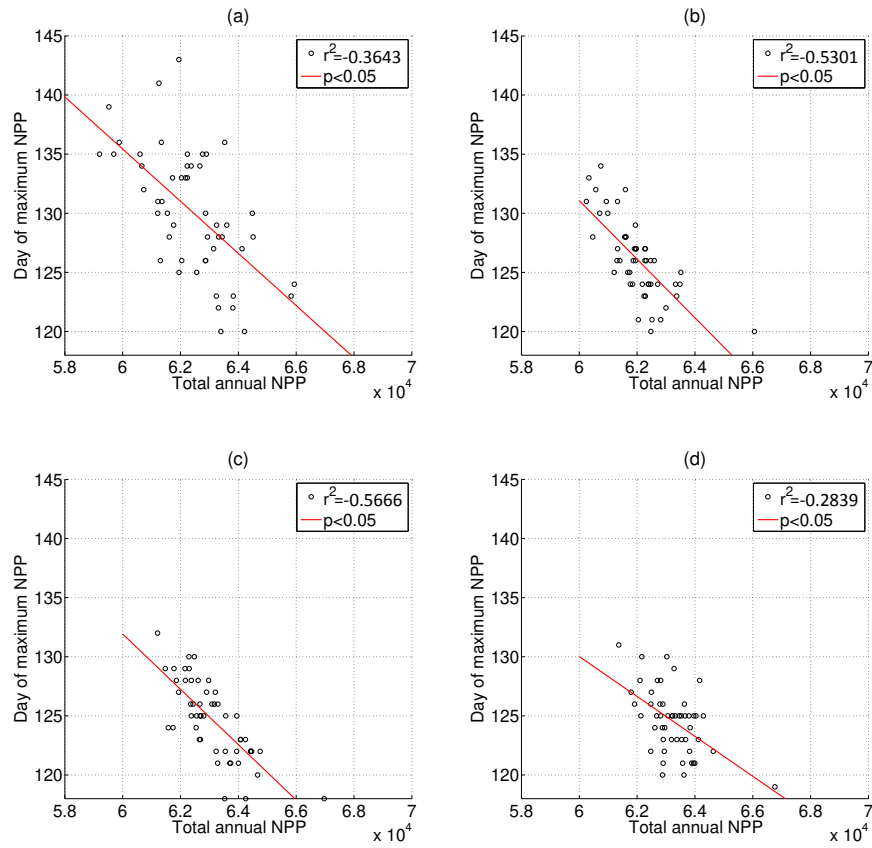 (a)
145
140
135
130
125
120
Day of maximum NPP
r²=-0.3643
p<0.05
5.8 6 6.2 6.4 6.6 6.8 7
Total annual NPP
x 10⁴
(b)
145
140
135
130
125
120
Day of maximum NPP
r²=-0.5301
p<0.05
5.8 6 6.2 6.4 6.6 6.8 7
Total annual NPP
x 10⁴
(c)
145
140
135
130
125
120
Day of maximum NPP
r²=-0.5666
p<0.05
5.8 6 6.2 6.4 6.6 6.8 7
Total annual NPP
x 10⁴
(d)
145
140
135
130
125
120
Day of maximum NPP
r²=-0.2839
p<0.05
5.8 6 6.2 6.4 6.6 6.8 7
Total annual NPP
x 10⁴